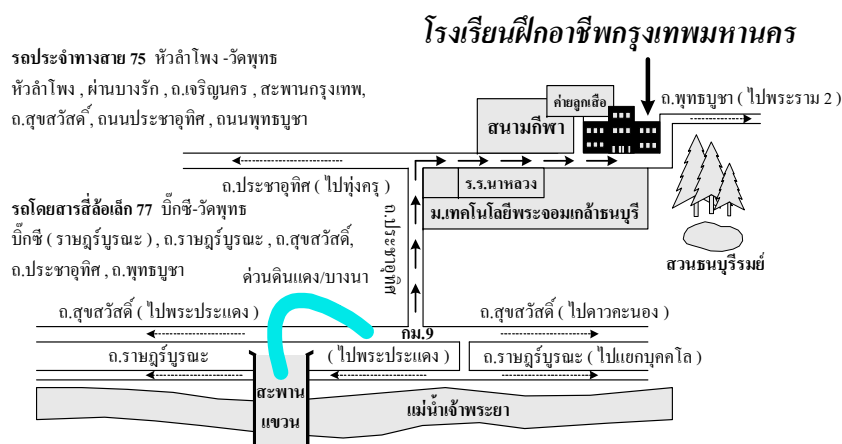 โรงเรียนฝึกอาชีพกรุงเทพมหานคร
รถประจำทางสาย 75 หัวลำโพง -วัดพุทธ
หัวลำโพง , ผ่านบางรัก , ถ.เจริญนคร , สะพานกรุงเทพ,
ถ.สุขสวัสดิ์, ถนนประชาอุทิศ , ถนนพุทธบูชา
ค่ายลูกเสือ
ถ.พุทธบูชา ( ไปพระราม 2 )
สนามกีฬา
ถ.ประชาอุทิศ ( ไปทุ่งครุ )
ร.ร.นาหลวง
ม.เทคโนโลยีพระจอมเกล้าธนบุรี
รถโดยสารสี่ล้อเล็ก 77 บิ๊กซี-วัดพุทธ
บิ๊กซี ( ราษฎร์บูรณะ ) , ถ.ราษฎร์บูรณะ , ถ.สุขสวัสดิ์,
ถ.ประชาอุทิศ , ถ.พุทธบูชา
ถ.ประชาอุทิศ
สวนธนบุรีรมย์
ด่วนดินแดง/บางนา
ถ.สุขสวัสดิ์ ( ไปพระประแดง )
ถ.สุขสวัสดิ์ ( ไปดาวคะนอง )
กม.9
ถ.ราษฎร์บูรณะ
( ไปพระประแดง )
ถ.ราษฎร์บูรณะ ( ไปแยกบุคคโล )
สะพาน
แขวน
แม่น้ำเจ้าพระยา